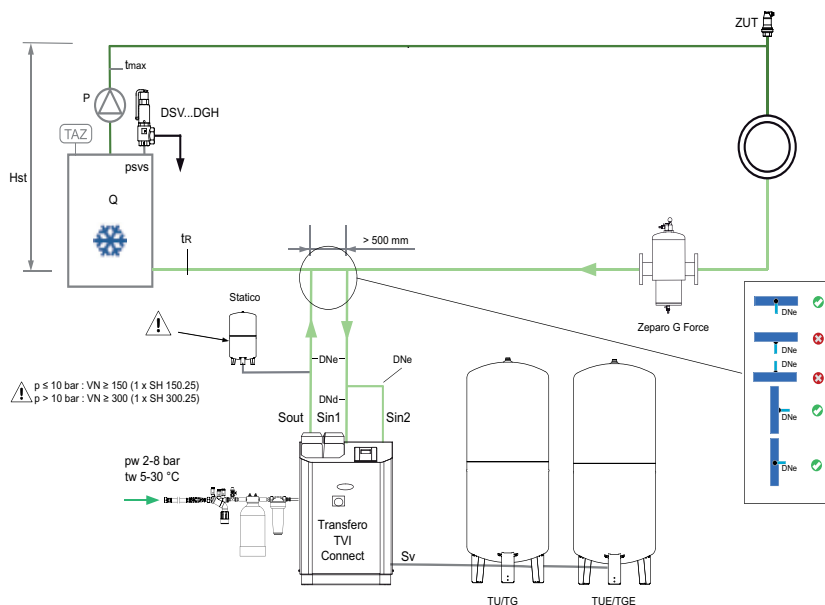 ZUT
tmax
P
DSV...DGH
TAZ
psvs
Hst
Q
tR
> 500 mm
Statico
Zeparo G Force
DNe
DNe
DNe
DNe
DNe
DNe
DNe
p ≤ 10 bar : VN ≥ 150 (1 x SH 150.25)
p > 10 bar : VN ≥ 300 (1 x SH 300.25)
DNd
Sout
Sin1
Sin2
pw 2-8 bar
tw 5-30 °C
Transfero
TVI
Connect
Sv
TU/TG
TUE/TGE